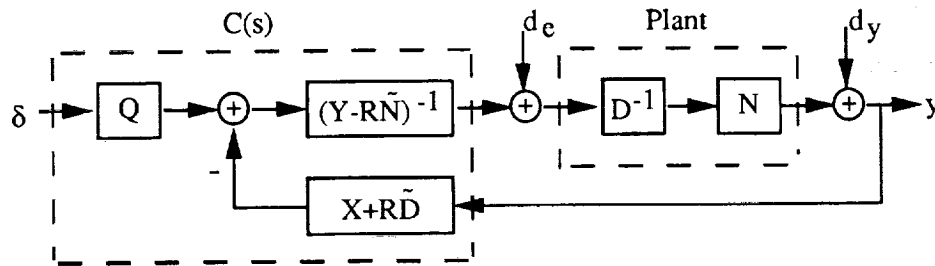 C(s)
d_e
Plant
d_y
δ
Q
+
(Y-RÑ)⁻¹
+
D⁻¹
N
+
y
-
X+RD̃